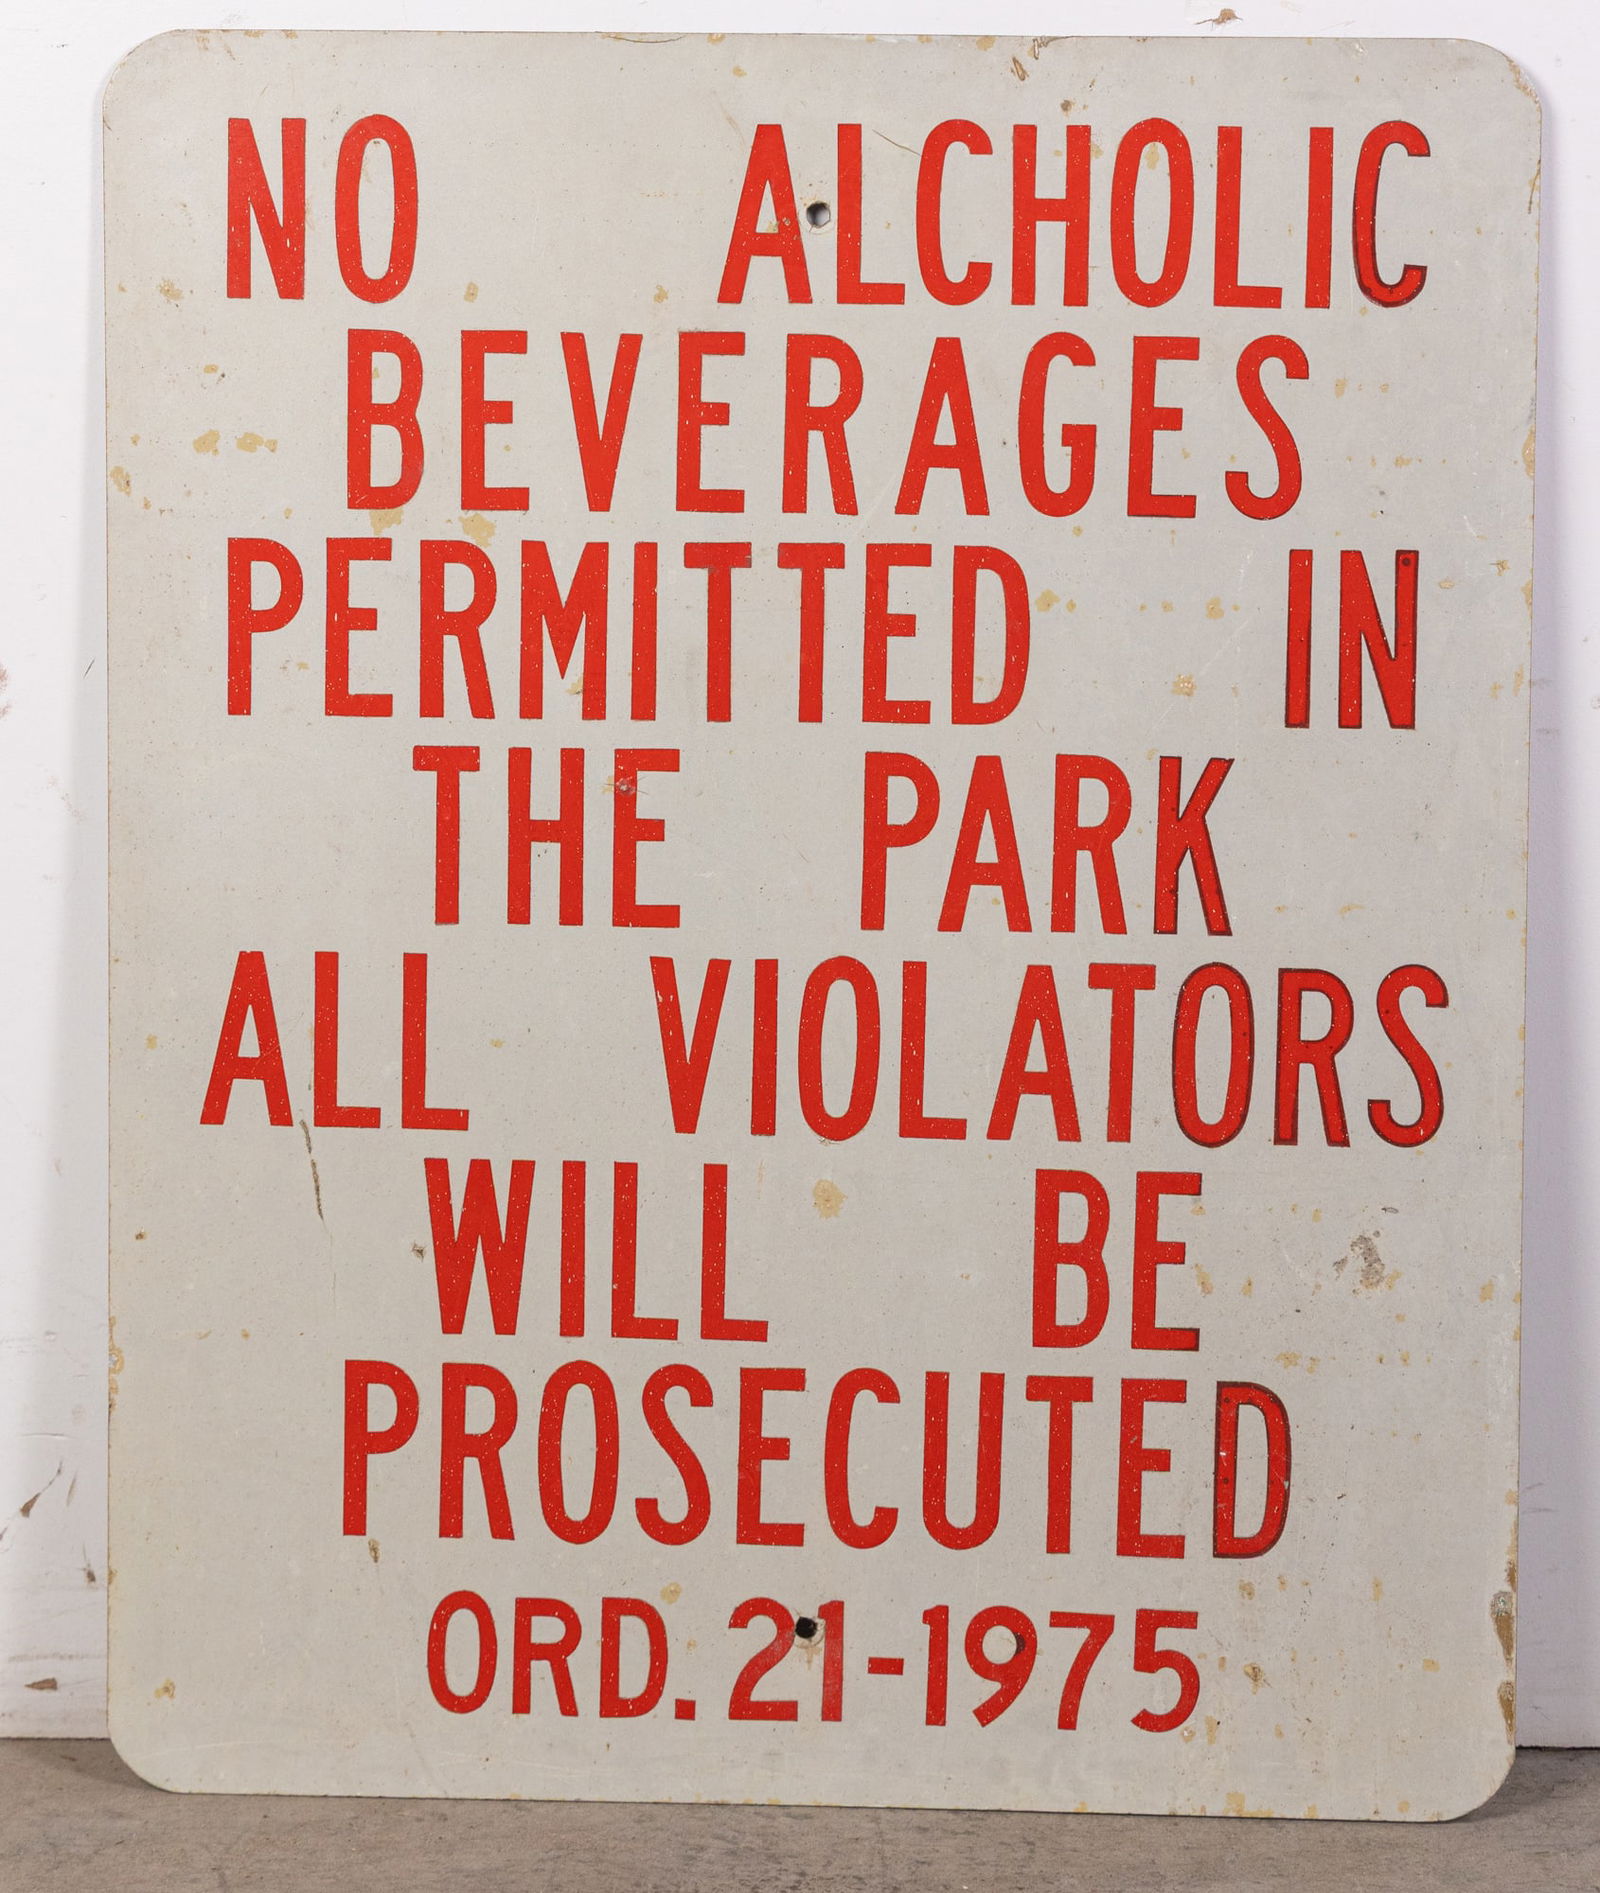 NO ALCHOLIC
BEVERAGES
PERMITTED IN
THE PARK
ALL VIOLATORS
WILL BE
PROSECUTED
ORD. 21-1975